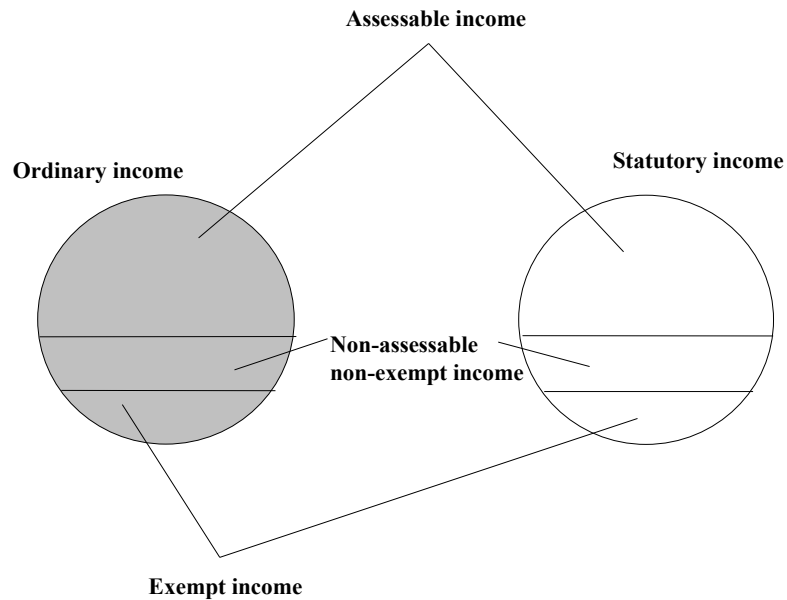 Assessable income
Ordinary income
Statutory income
Non-assessable
non-exempt income
Exempt income